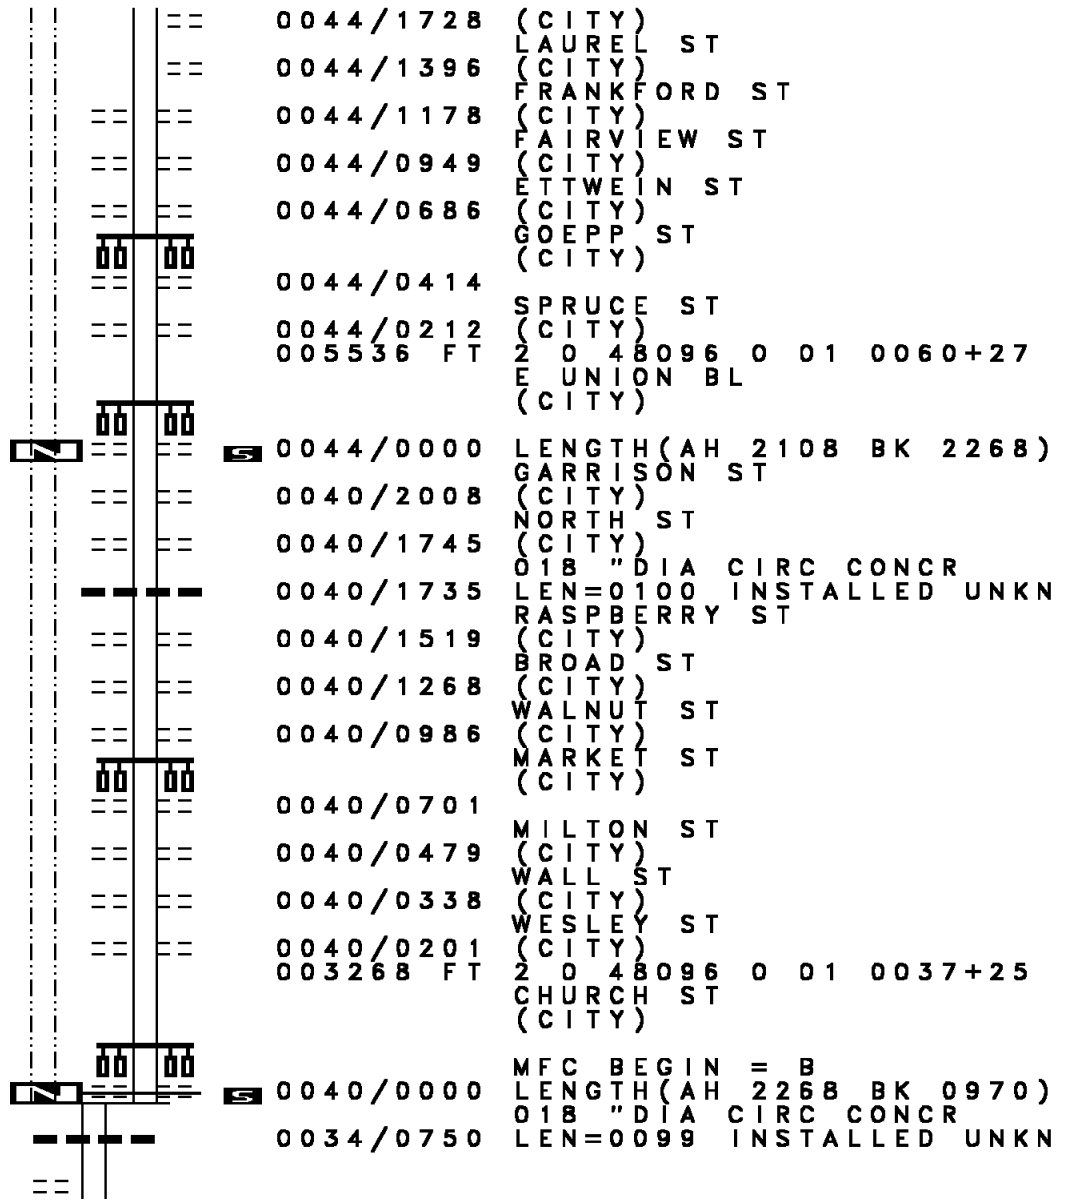 0044/1728 (CITY)
LAUREL ST
0044/1396 (CITY)
FRANKFORD ST
0044/1178 (CITY)
FAIRVIEW ST
0044/0949 (CITY)
ETTWEIN ST
0044/0686 (CITY)
GOEPP ST
(CITY)
0044/0414
SPRUCE ST
0044/0212 (CITY)
005536 FT 2 0 48096 0 01 0060+27
E UNION BL
(CITY)
N S 0044/0000 LENGTH(AH 2108 BK 2268)
GARRISON ST
0040/2008 (CITY)
NORTH ST
0040/1745 (CITY)
018 "DIA CIRC CONCR
0040/1735 LEN=0100 INSTALLED UNKN
RASPBERRY ST
0040/1519 (CITY)
BROAD ST
0040/1268 (CITY)
WALNUT ST
0040/0986 (CITY)
MARKET ST
(CITY)
0040/0701
MILTON ST
0040/0479 (CITY)
WALL ST
0040/0338 (CITY)
WESLEY ST
0040/0201 (CITY)
003268 FT 2 0 48096 0 01 0037+25
CHURCH ST
(CITY)
MFC BEGIN = B
N S 0040/0000 LENGTH(AH 2268 BK 0970)
018 "DIA CIRC CONCR
0034/0750 LEN=0099 INSTALLED UNKN